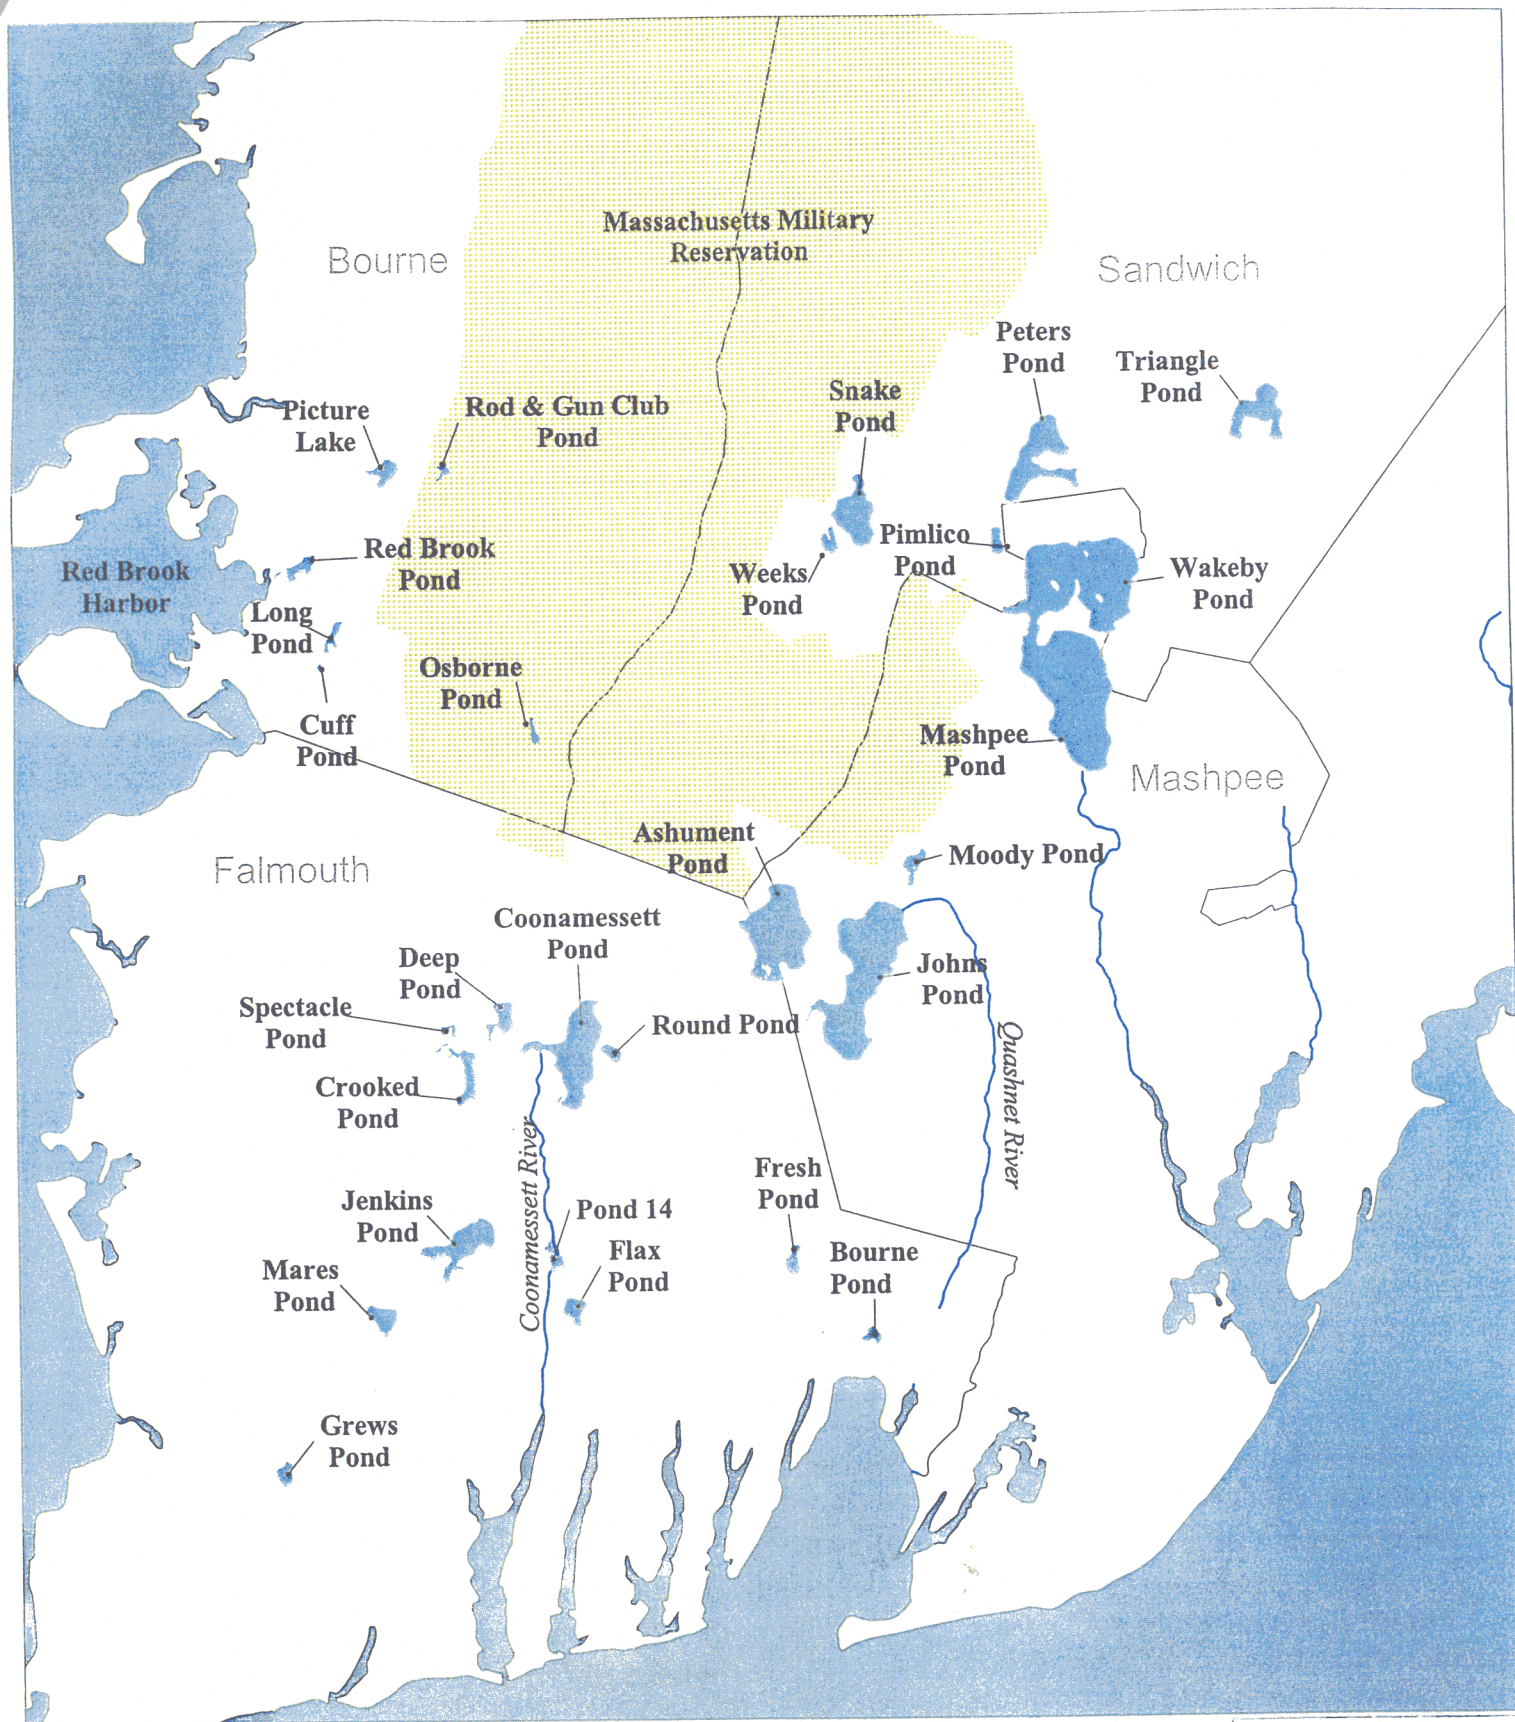 Massachusetts Military
Reservation
Bourne
Sandwich
Peters
Pond
Triangle
Pond
Snake
Pond
Picture
Lake
Rod & Gun Club
Pond
Pimlico
Pond
Red Brook
Pond
Red Brook
Harbor
Weeks
Pond
Wakeby
Pond
Long
Pond
Osborne
Pond
Cuff
Pond
Mashpee
Pond
Mashpee
Ashument
Pond
Moody Pond
Falmouth
Coonamessett
Pond
Deep
Pond
Johns
Pond
Spectacle
Pond
Round Pond
Crooked
Pond
Quashnet River
Coonamessett River
Fresh
Pond
Jenkins
Pond
Pond 14
Flax
Pond
Bourne
Pond
Mares
Pond
Grews
Pond